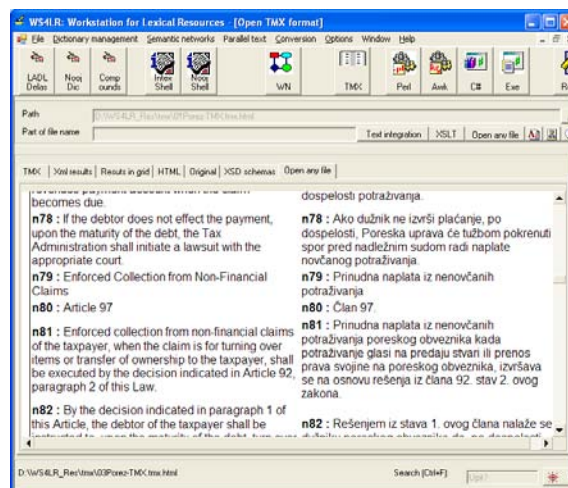 WS4LR: Workstation for Lexical Resources - [Open TMX format]
File Dictionary management Semantic networks Parallel text Conversion Options Window Help
LADL Delas
Nooj Dic
Comp ounds
Intex Shell
Nooj Shell
WN
TMX
Perl
Awk
C#
Exe
Path
Part of file name
Text integration XSLT Open any file
TMX Xml results Results in grid HTML Original XSD schemas Open any file
becomes due.
n78 : If the debtor does not effect the payment,
upon the maturity of the debt, the Tax
Administration shall initiate a lawsuit with the
appropriate court.
n79 : Enforced Collection from Non-Financial
Claims
n80 : Article 97
n81 : Enforced collection from non-financial claims
of the taxpayer, when the claim is for turning over
items or transfer of ownership to the taxpayer, shall
be executed by the decision indicated in Article 92,
paragraph 2 of this Law.
n82 : By the decision indicated in paragraph 1 of
this Article, the debtor of the taxpayer shall be
dospelosti potraživanja.
n78 : Ako dužnik ne izvrši plaćanje, po
dospelosti, Poreska uprava će tužbom pokrenuti
spor pred nadležnim sudom radi naplate
novčanog potraživanja.
n79 : Prinudna naplata iz nenovčanih
potraživanja
n80 : Član 97.
n81 : Prinudna naplata iz nenovčanih
potraživanja poreskog obveznika kada
potraživanje glasi na predaju stvari ili prenos
prava svojine na poreskog obveznika, izvršava
se na osnovu rešenja iz člana 92. stav 2. ovog
zakona.
n82 : Rešenjem iz stava 1. ovog člana nalaže se
D:\WS4LR_Res\tmx\03Porez-TMX.tmx.html
Search (Ctrl+F):